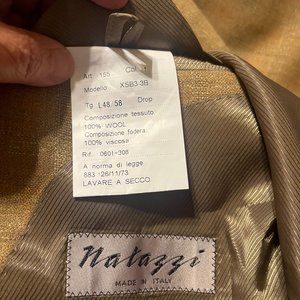 Art. 155 Col. 1
Modello XSB3-3B
Tg. L48 58 Drop
Composizione tessuto:
100% WOOL
Composizione fodera:
100% viscosa
Rif. 0601-308
A norma di legge
883 -26/11/73
LAVARE A SECCO
Natazzi
MADE IN ITALY